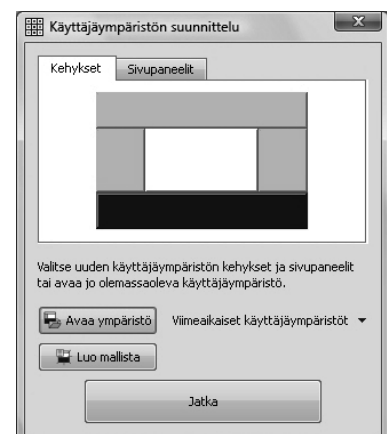 Käyttäjäympäristön suunnittelu
Kehykset Sivupaneelit
Valitse uuden käyttäjäympäristön kehykset ja sivupaneelit
tai avaa jo olemassaoleva käyttäjäympäristö.
Avaa ympäristö Viimeaikaiset käyttäjäympäristöt
Luo mallista
Jatka